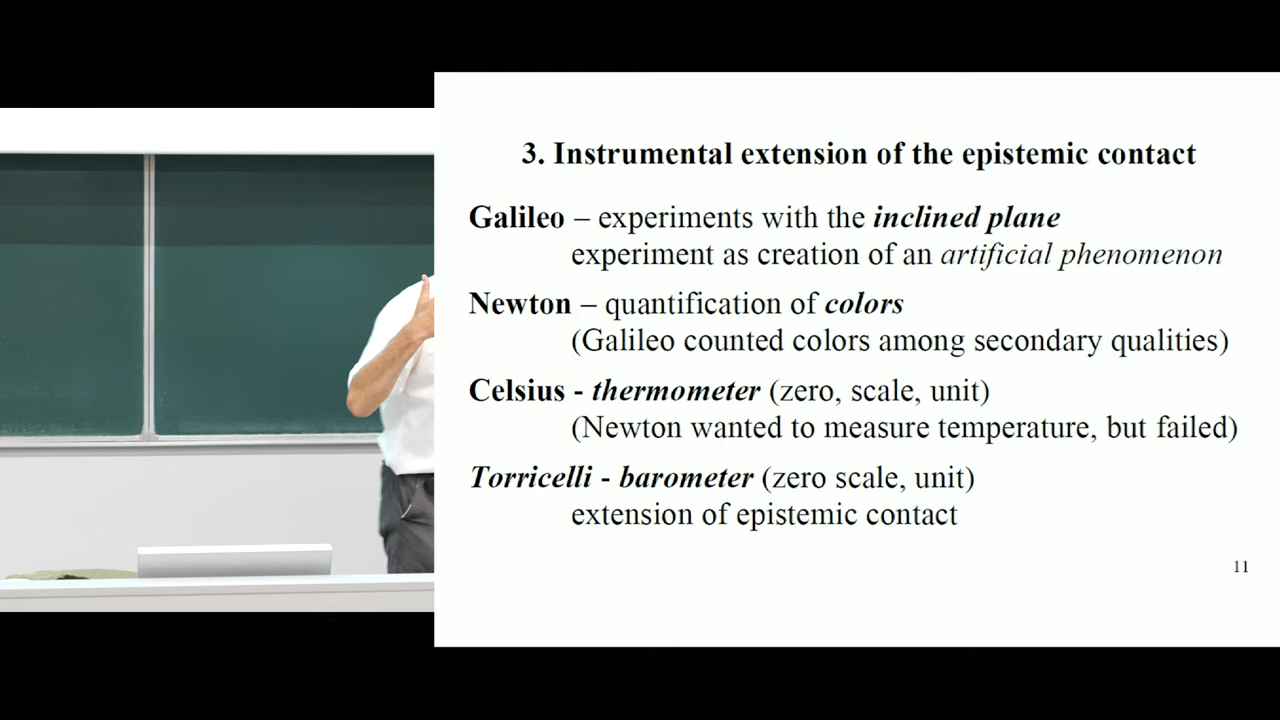 3. Instrumental extension of the epistemic contact
Galileo – experiments with the inclined plane
experiment as creation of an artificial phenomenon
Newton – quantification of colors
(Galileo counted colors among secondary qualities)
Celsius - thermometer (zero, scale, unit)
(Newton wanted to measure temperature, but failed)
Torricelli - barometer (zero scale, unit)
extension of epistemic contact
11